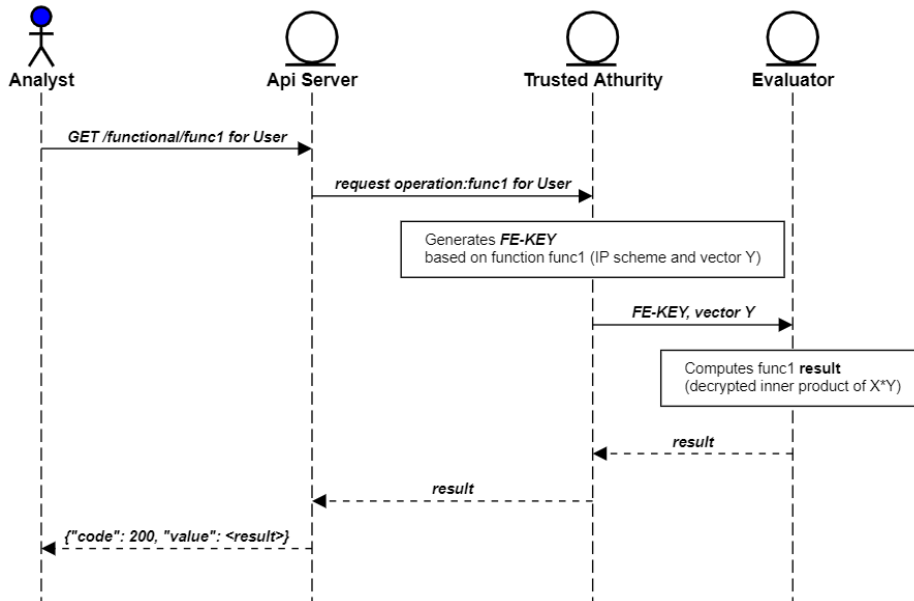 Analyst
Api Server
Trusted Athurity
Evaluator
GET /functional/func1 for User
request operation:func1 for User
Generates FE-KEY
based on function func1 (IP scheme and vector Y)
FE-KEY, vector Y
Computes func1 result
(decrypted inner product of X*Y)
result
result
{"code": 200, "value": <result>}